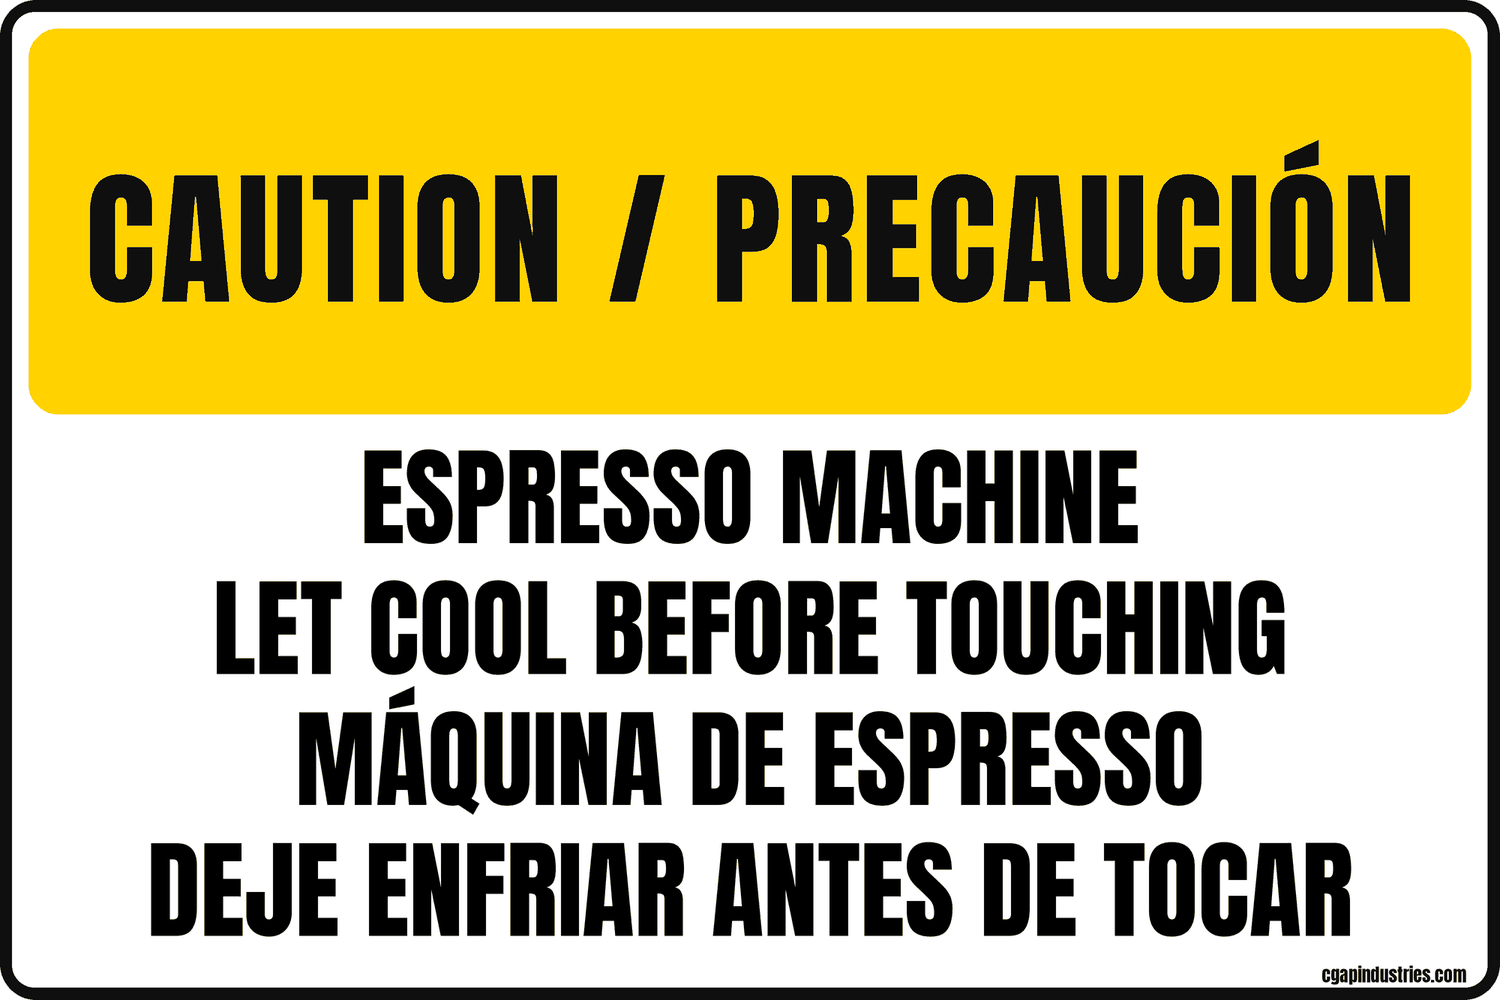 CAUTION / PRECAUCIÓN
ESPRESSO MACHINE
LET COOL BEFORE TOUCHING
MÁQUINA DE ESPRESSO
DEJE ENFRIAR ANTES DE TOCAR
cgapindustries.com